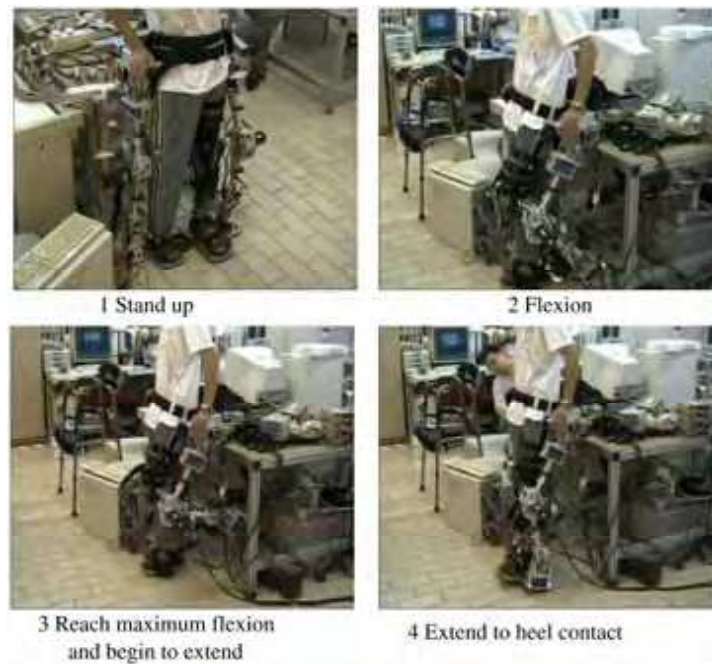 1 Stand up
2 Flexion
3 Reach maximum flexion
and begin to extend
4 Extend to heel contact